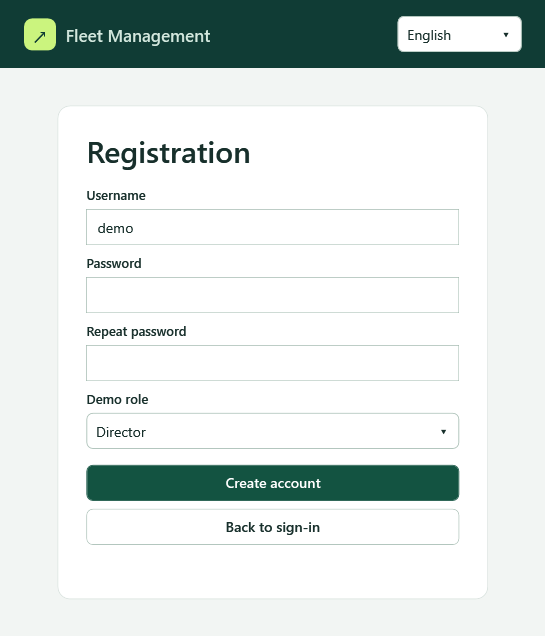 Fleet Management
English
Registration
Username
demo
Password
Repeat password
Demo role
Director
Create account
Back to sign-in